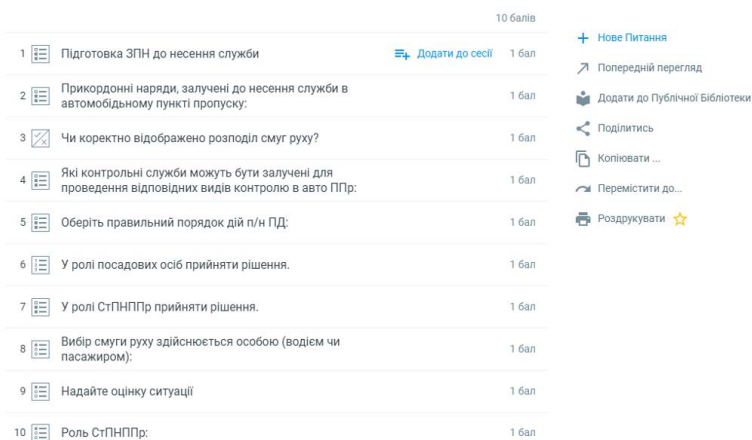 10 балів
1 Підготовка ЗПН до несення служби Додати до сесії 1 бал
2 Прикордонні наряди, залучені до несення служби в
автомобідьному пункті пропуску: 1 бал
3 Чи коректно відображено розподіл смуг руху? 1 бал
4 Які контрольні служби можуть бути залучені для
проведення відповідних видів контролю в авто ППр: 1 бал
5 Оберіть правильний порядок дій п/н ПД: 1 бал
6 У ролі посадових осіб прийняти рішення. 1 бал
7 У ролі СтПНППр прийняти рішення. 1 бал
8 Вибір смуги руху здійснюється особою (водієм чи
пасажиром): 1 бал
9 Надайте оцінку ситуації 1 бал
10 Роль СтПНППр: 1 бал
Нове Питання
Попередній перегляд
Додати до Публічної Бібліотеки
Поділитись
Копіювати ...
Перемістити до...
Роздрукувати